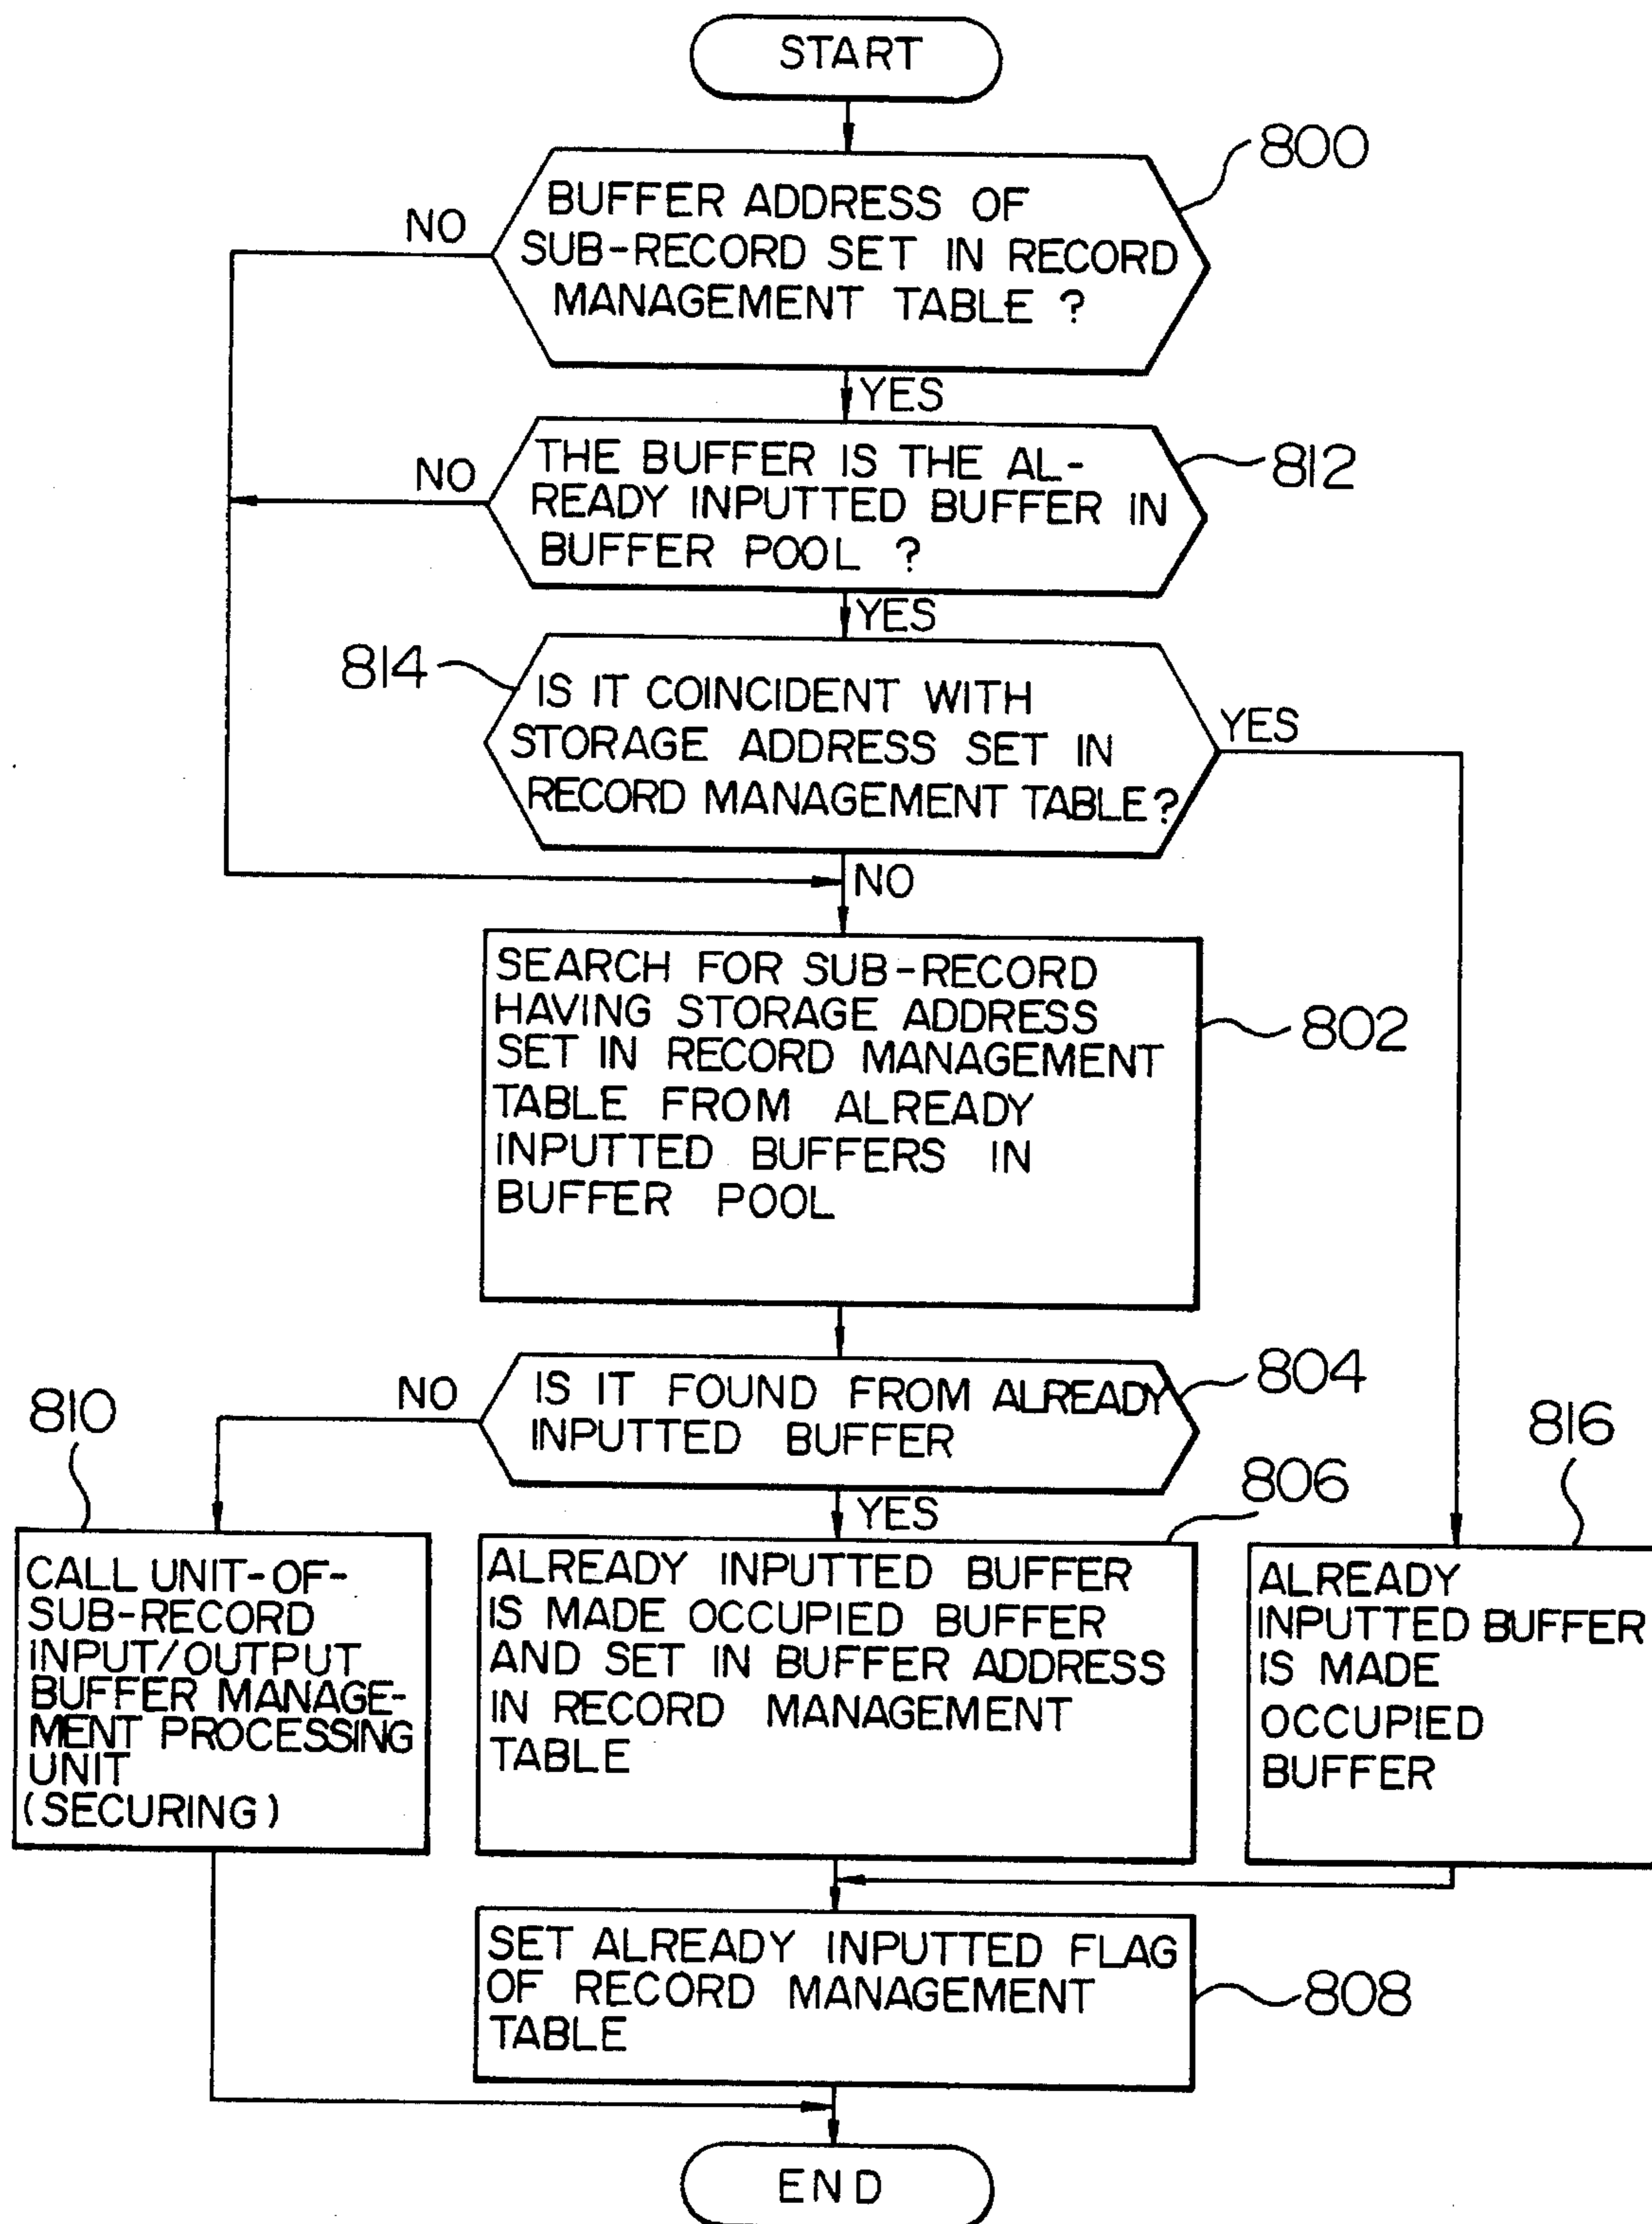 START
800
BUFFER ADDRESS OF
SUB-RECORD SET IN RECORD
MANAGEMENT TABLE ?
NO
YES
812
THE BUFFER IS THE AL-
READY INPUTTED BUFFER IN
BUFFER POOL ?
NO
YES
814
IS IT COINCIDENT WITH
STORAGE ADDRESS SET IN
RECORD MANAGEMENT TABLE?
YES
NO
SEARCH FOR SUB-RECORD
HAVING STORAGE ADDRESS
SET IN RECORD MANAGEMENT
TABLE FROM ALREADY
INPUTTED BUFFERS IN
BUFFER POOL
802
IS IT FOUND FROM ALREADY
INPUTTED BUFFER
804
NO
YES
810
CALL UNIT-OF-
SUB-RECORD
INPUT/OUTPUT
BUFFER MANAGE-
MENT PROCESSING
UNIT
(SECURING)
806
ALREADY INPUTTED BUFFER
IS MADE OCCUPIED BUFFER
AND SET IN BUFFER ADDRESS
IN RECORD MANAGEMENT
TABLE
816
ALREADY
INPUTTED BUFFER
IS MADE
OCCUPIED
BUFFER
SET ALREADY INPUTTED FLAG
OF RECORD MANAGEMENT
TABLE
808
END